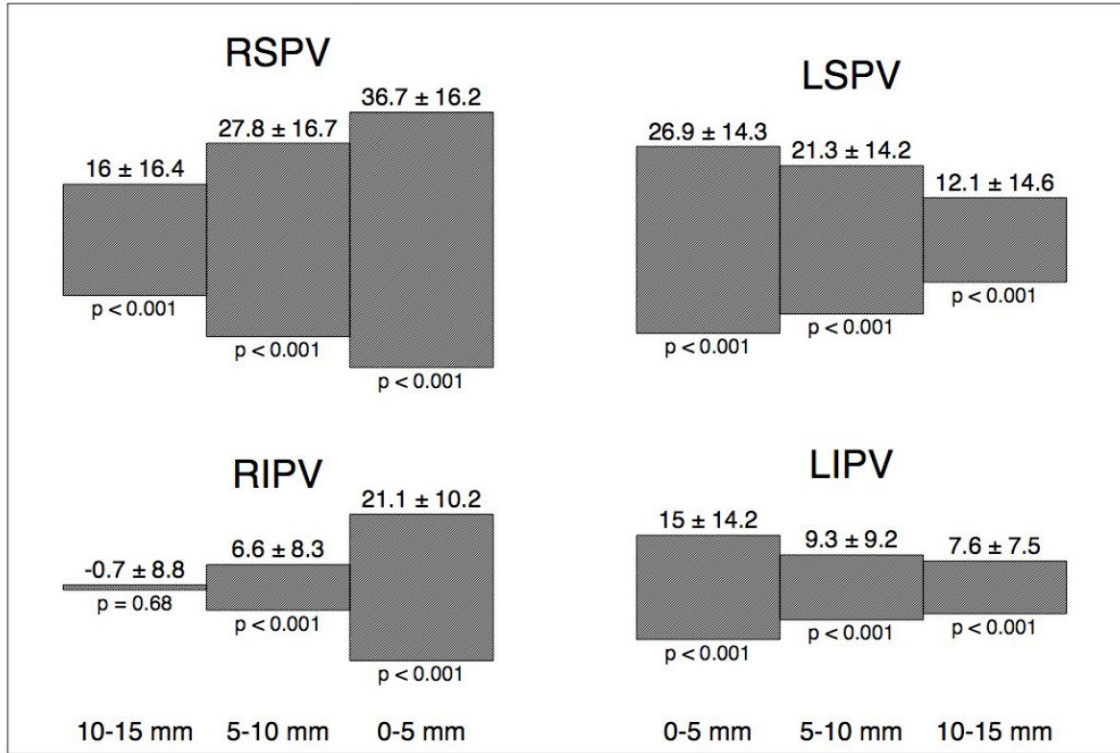 RSPV
36.7 ± 16.2
27.8 ± 16.7
16 ± 16.4
p < 0.001
p < 0.001
p < 0.001
LSPV
26.9 ± 14.3
21.3 ± 14.2
12.1 ± 14.6
p < 0.001
p < 0.001
p < 0.001
RIPV
21.1 ± 10.2
6.6 ± 8.3
-0.7 ± 8.8
p = 0.68
p < 0.001
p < 0.001
LIPV
15 ± 14.2
9.3 ± 9.2
7.6 ± 7.5
p < 0.001
p < 0.001
p < 0.001
10-15 mm 5-10 mm 0-5 mm 0-5 mm 5-10 mm 10-15 mm